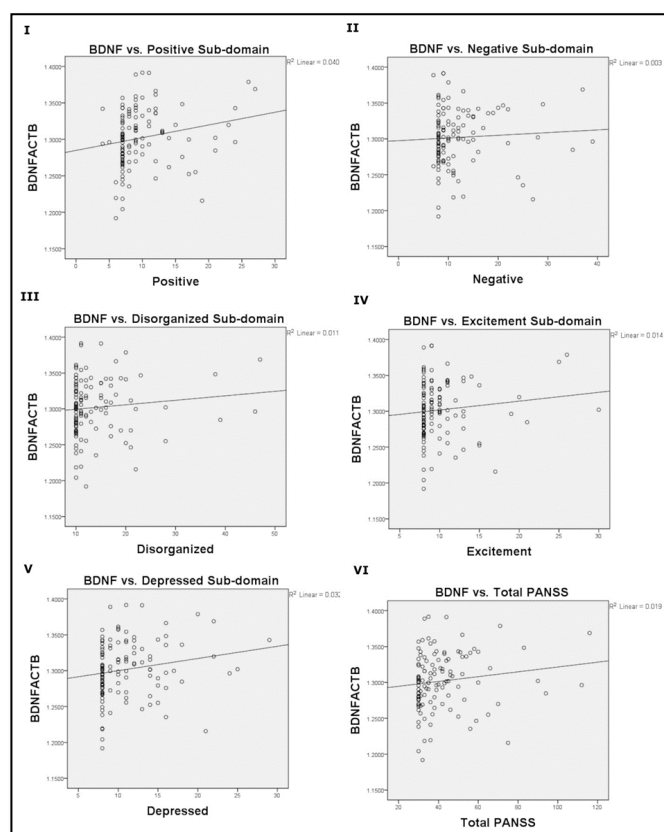 I
BDNF vs. Positive Sub-domain
R² Linear = 0.040
BDNFACTB
1.4000
1.3500
1.3000
1.2500
1.2000
1.1500
0 5 10 15 20 25 30
Positive
II
BDNF vs. Negative Sub-domain
R² Linear = 0.003
BDNFACTB
1.4000
1.3500
1.3000
1.2500
1.2000
1.1500
0 10 20 30 40
Negative
III
BDNF vs. Disorganized Sub-domain
R² Linear = 0.011
BDNFACTB
1.4000
1.3500
1.3000
1.2500
1.2000
1.1500
10 20 30 40 50
Disorganized
IV
BDNF vs. Excitement Sub-domain
R² Linear = 0.014
BDNFACTB
1.4000
1.3500
1.3000
1.2500
1.2000
1.1500
5 10 15 20 25 30
Excitement
V
BDNF vs. Depressed Sub-domain
R² Linear = 0.032
BDNFACTB
1.4000
1.3500
1.3000
1.2500
1.2000
1.1500
5 10 15 20 25 30
Depressed
VI
BDNF vs. Total PANSS
R² Linear = 0.019
BDNFACTB
1.4000
1.3500
1.3000
1.2500
1.2000
1.1500
20 40 60 80 100 120
Total PANSS